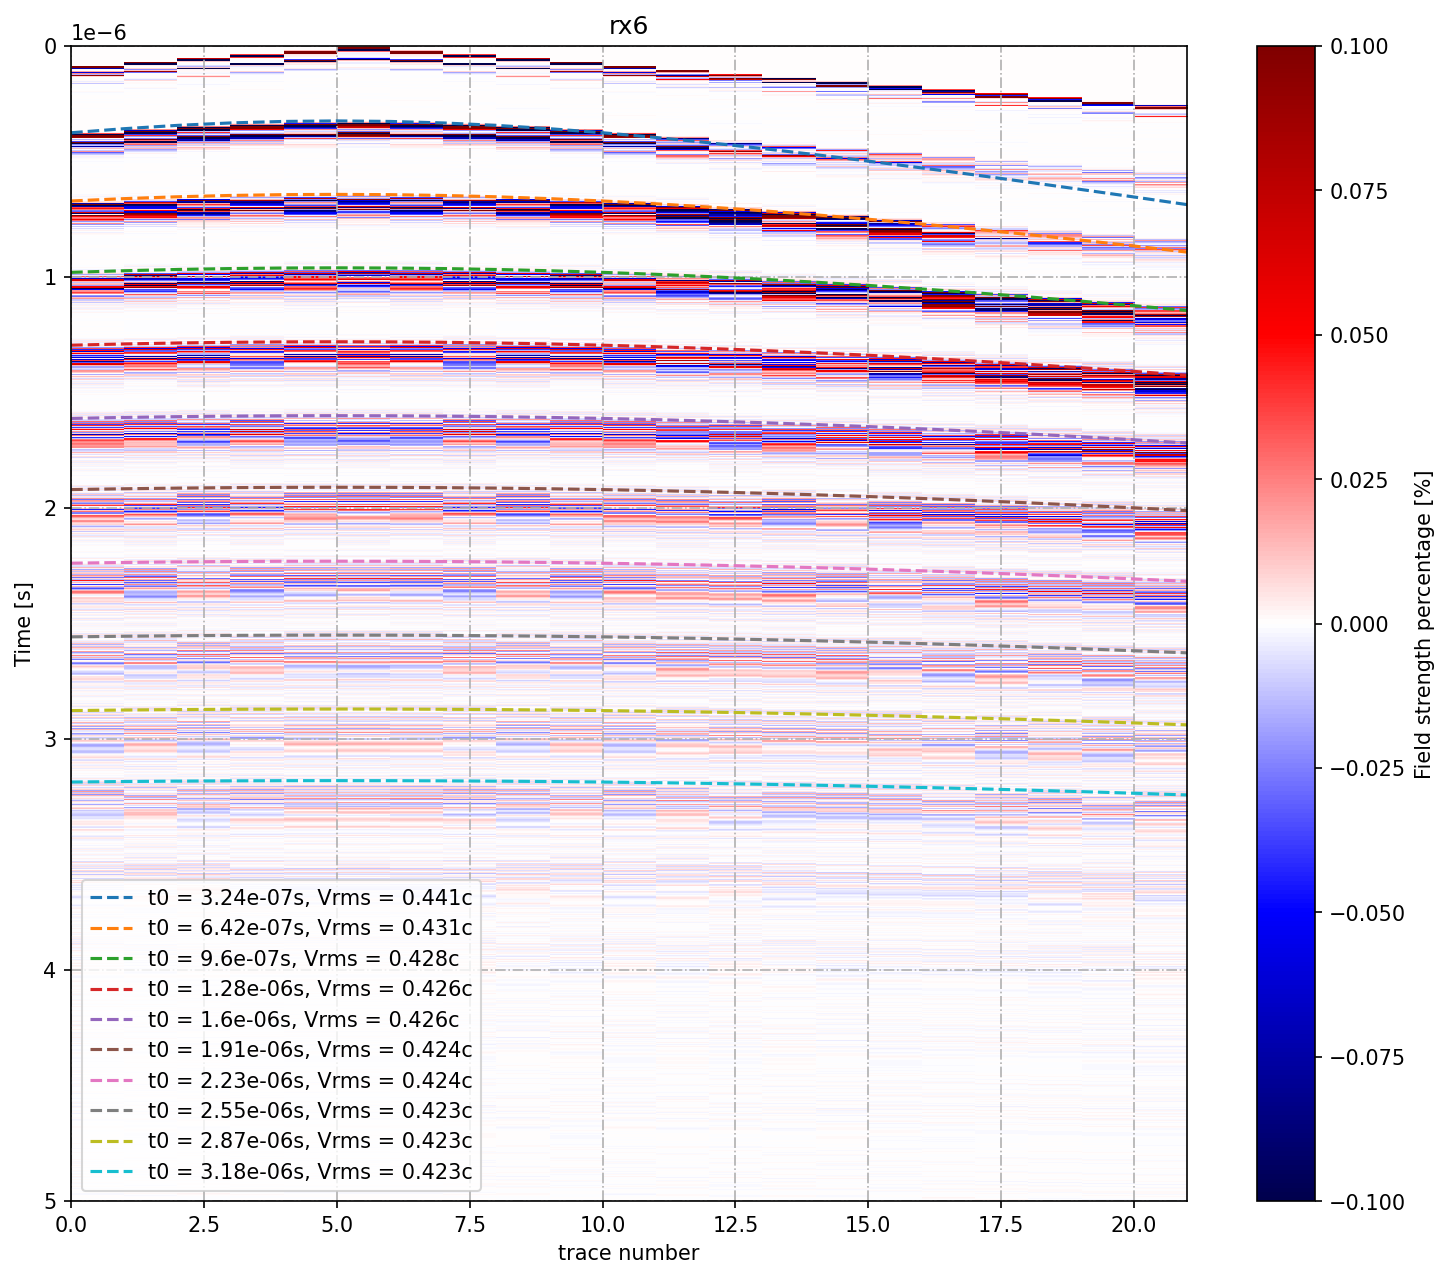 rx6
1e−6
0
1
2
3
4
5
Time [s]
0.0
2.5
5.0
7.5
10.0
12.5
15.0
17.5
20.0
trace number
t0 = 3.24e-07s, Vrms = 0.441c
t0 = 6.42e-07s, Vrms = 0.431c
t0 = 9.6e-07s, Vrms = 0.428c
t0 = 1.28e-06s, Vrms = 0.426c
t0 = 1.6e-06s, Vrms = 0.426c
t0 = 1.91e-06s, Vrms = 0.424c
t0 = 2.23e-06s, Vrms = 0.424c
t0 = 2.55e-06s, Vrms = 0.423c
t0 = 2.87e-06s, Vrms = 0.423c
t0 = 3.18e-06s, Vrms = 0.423c
0.100
0.075
0.050
0.025
0.000
−0.025
−0.050
−0.075
−0.100
Field strength percentage [%]